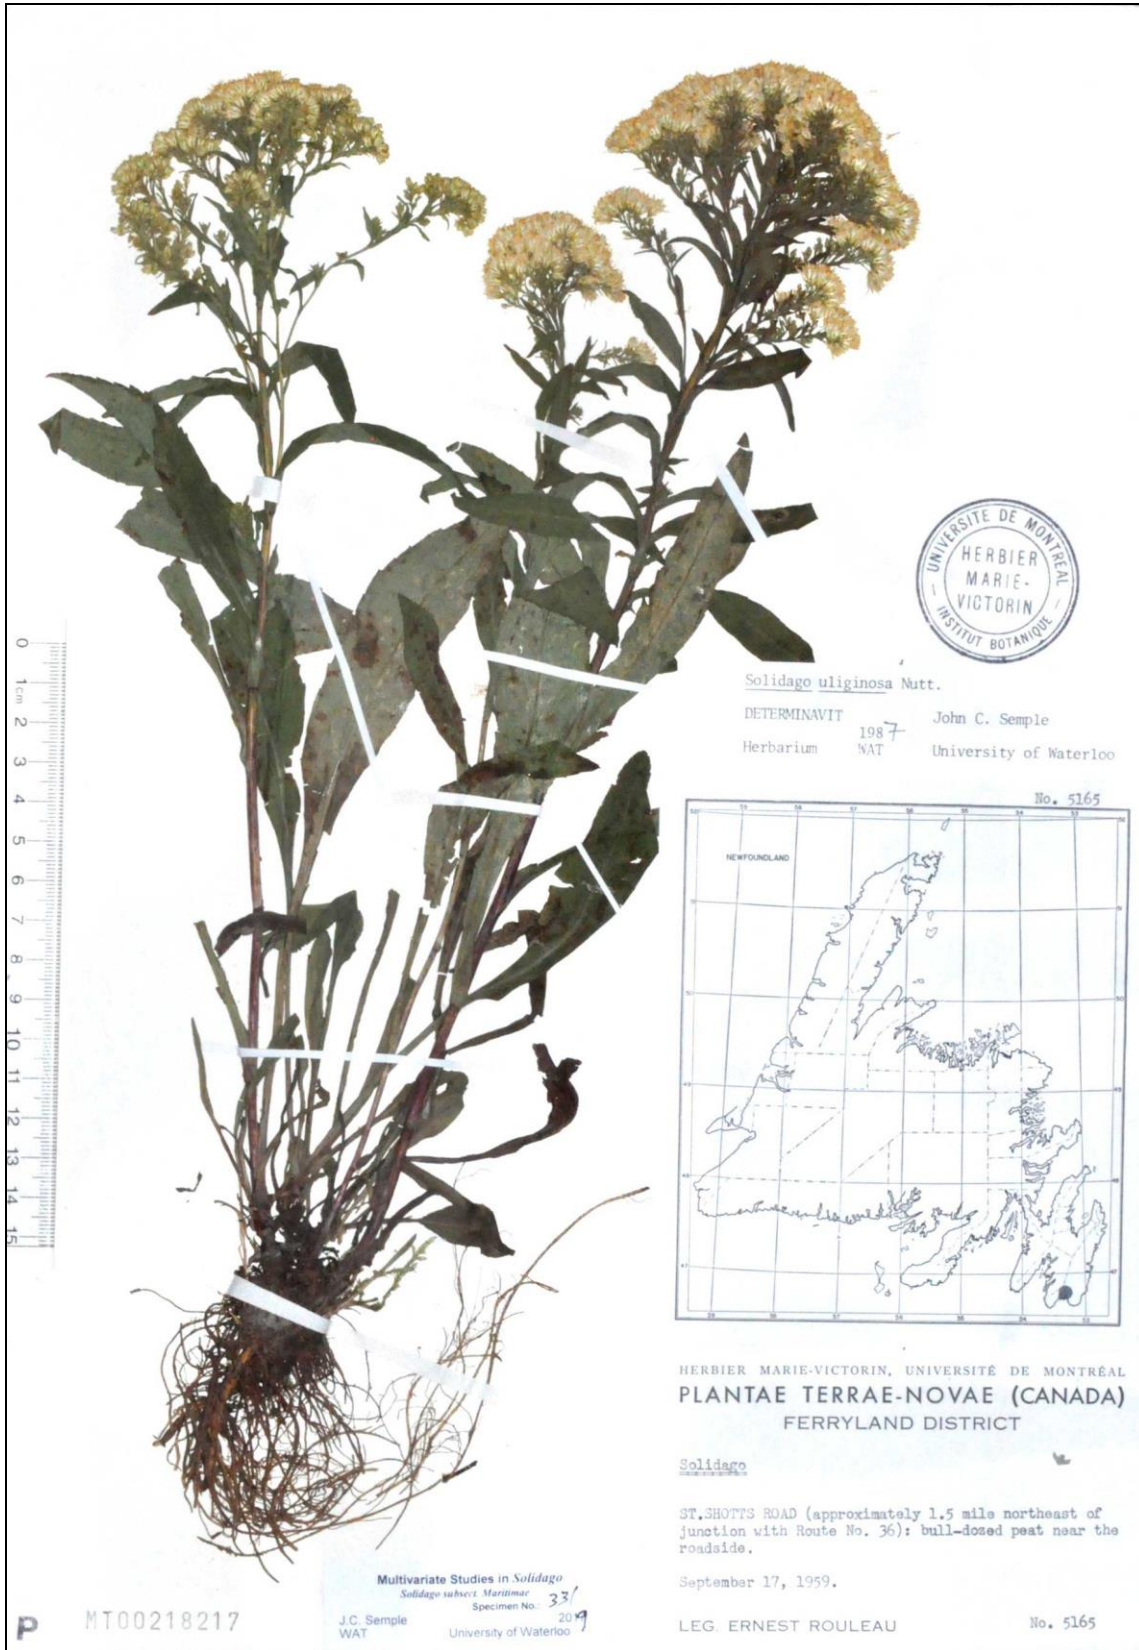 UNIVERSITE DE MONTREAL
HERBIER
MARIE-
VICTORIN
INSTITUT BOTANIQUE
Solidago uliginosa Nutt.
DETERMINAVIT
1987
John C. Semple
Herbarium WAT University of Waterloo
No. 5165
NEWFOUNDLAND
0
1cm
2
3
4
5
6
7
8
9
10
11
12
13
14
15
HERBIER MARIE-VICTORIN, UNIVERSITÉ DE MONTRÉAL
PLANTAE TERRAE-NOVAE (CANADA)
FERRYLAND DISTRICT
Solidago
ST.SHOTTS ROAD (approximately 1.5 mile northeast of
junction with Route No. 36): bull-dozed peat near the
roadside.
September 17, 1959.
LEG. ERNEST ROULEAU No. 5165
Multivariate Studies in Solidago
Solidago subsect. Maritimae
Specimen No.: 331
J.C. Semple 2019
WAT University of Waterloo
P MT00218217